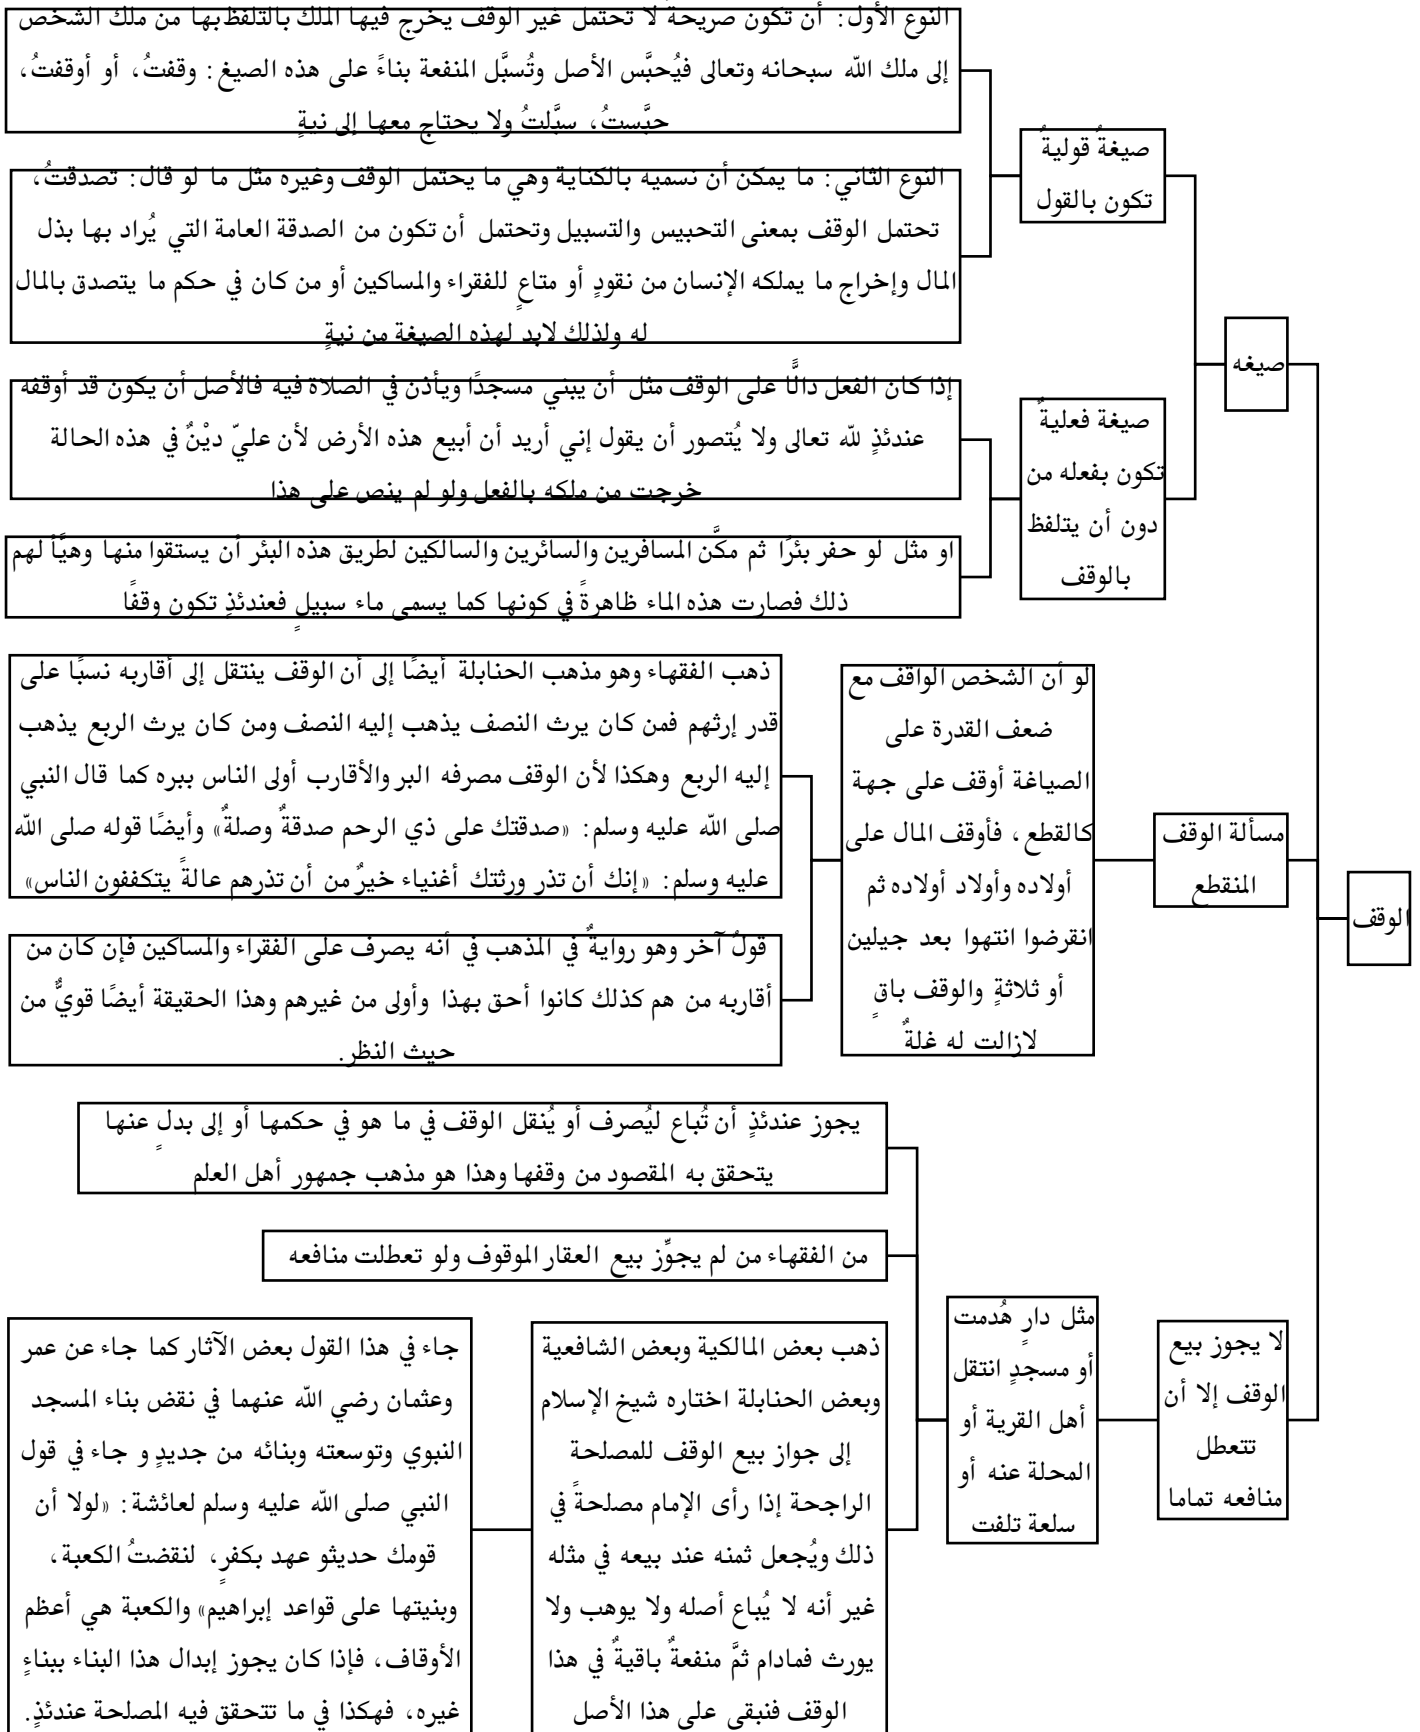 الوقف
صيغه
صيغةٌ قوليةٌ
تكون بالقول
النوع الأول: أن تكون صريحةً لا تحتمل غير الوقف يخرج فيها الملك بالتلفظ بها من ملك الشخص
إلى ملك الله سبحانه وتعالى فيُحبَّس الأصل وتُسبَّل المنفعة بناءً على هذه الصيغ: وقفتُ، أو أوقفتُ،
حبَّستُ، سبَّلتُ ولا يحتاج معها إلى نيةٍ
النوع الثاني: ما يمكن أن نسميه بالكناية وهي ما يحتمل الوقف وغيره مثل ما لو قال: تصدقتُ،
تحتمل الوقف بمعنى التحبيس والتسبيل وتحتمل أن تكون من الصدقة العامة التي يُراد بها بذل
المال وإخراج ما يملكه الإنسان من نقودٍ أو متاعٍ للفقراء والمساكين أو من كان في حكم ما يتصدق بالمال
له ولذلك لابد لهذه الصيغة من نيةٍ
صيغة فعليةٌ
تكون بفعله من
دون أن يتلفظ
بالوقف
إذا كان الفعل دالًّا على الوقف مثل أن يبني مسجدًا ويأذن في الصلاة فيه فالأصل أن يكون قد أوقفه
عندئذٍ لله تعالى ولا يُتصور أن يقول إني أريد أن أبيع هذه الأرض لأن عليّ ديْنٌ في هذه الحالة
خرجت من ملكه بالفعل ولو لم ينص على هذا
او مثل لو حفر بئرًا ثم مكَّن المسافرين والسائرين والسالكين لطريق هذه البئر أن يستقوا منها وهيَّأ لهم
ذلك فصارت هذه الماء ظاهرةً في كونها كما يسمى ماء سبيلٍ فعندئذٍ تكون وقفًا
مسألة الوقف
المنقطع
لو أن الشخص الواقف مع
ضعف القدرة على
الصياغة أوقف على جهة
كالقطع، فأوقف المال على
أولاده وأولاد أولاده ثم
انقرضوا انتهوا بعد جيلين
أو ثلاثةٍ والوقف باقٍ
لازالت له غلةٌ
ذهب الفقهاء وهو مذهب الحنابلة أيضًا إلى أن الوقف ينتقل إلى أقاربه نسبًا على
قدر إرثهم فمن كان يرث النصف يذهب إليه النصف ومن كان يرث الربع يذهب
إليه الربع وهكذا لأن الوقف مصرفه البر والأقارب أولى الناس ببره كما قال النبي
صلى الله عليه وسلم: «صدقتك على ذي الرحم صدقةٌ وصلةٌ» وأيضًا قوله صلى الله
عليه وسلم: «إنك أن تذر ورثتك أغنياء خيرٌ من أن تذرهم عالةً يتكففون الناس»
قولٌ آخر وهو روايةٌ في المذهب في أنه يصرف على الفقراء والمساكين فإن كان من
أقاربه من هم كذلك كانوا أحق بهذا وأولى من غيرهم وهذا الحقيقة أيضًا قويٌّ من
حيث النظر.
لا يجوز بيع
الوقف إلا أن
تتعطل
منافعه تماما
مثل دارٍ هُدمت
أو مسجدٍ انتقل
أهل القرية أو
المحلة عنه أو
سلعة تلفت
يجوز عندئذٍ أن تُباع ليُصرف أو يُنقل الوقف في ما هو في حكمها أو إلى بدلٍ عنها
يتحقق به المقصود من وقفها وهذا هو مذهب جمهور أهل العلم
من الفقهاء من لم يجوِّز بيع العقار الموقوف ولو تعطلت منافعه
ذهب بعض المالكية وبعض الشافعية
وبعض الحنابلة اختاره شيخ الإسلام
إلى جواز بيع الوقف للمصلحة
الراجحة إذا رأى الإمام مصلحةً في
ذلك ويُجعل ثمنه عند بيعه في مثله
غير أنه لا يُباع أصله ولا يوهب ولا
يورث فمادام ثمَّ منفعةٌ باقيةٌ في هذا
الوقف فنبقى على هذا الأصل
جاء في هذا القول بعض الآثار كما جاء عن عمر
وعثمان رضي الله عنهما في نقض بناء المسجد
النبوي وتوسعته وبنائه من جديدٍ و جاء في قول
النبي صلى الله عليه وسلم لعائشة: «لولا أن
قومك حديثو عهد بكفرٍ، لنقضتُ الكعبة،
وبنيتها على قواعد إبراهيم» والكعبة هي أعظم
الأوقاف، فإذا كان يجوز إبدال هذا البناء ببناءٍ
غيره، فهكذا في ما تتحقق فيه المصلحة عندئذٍ.